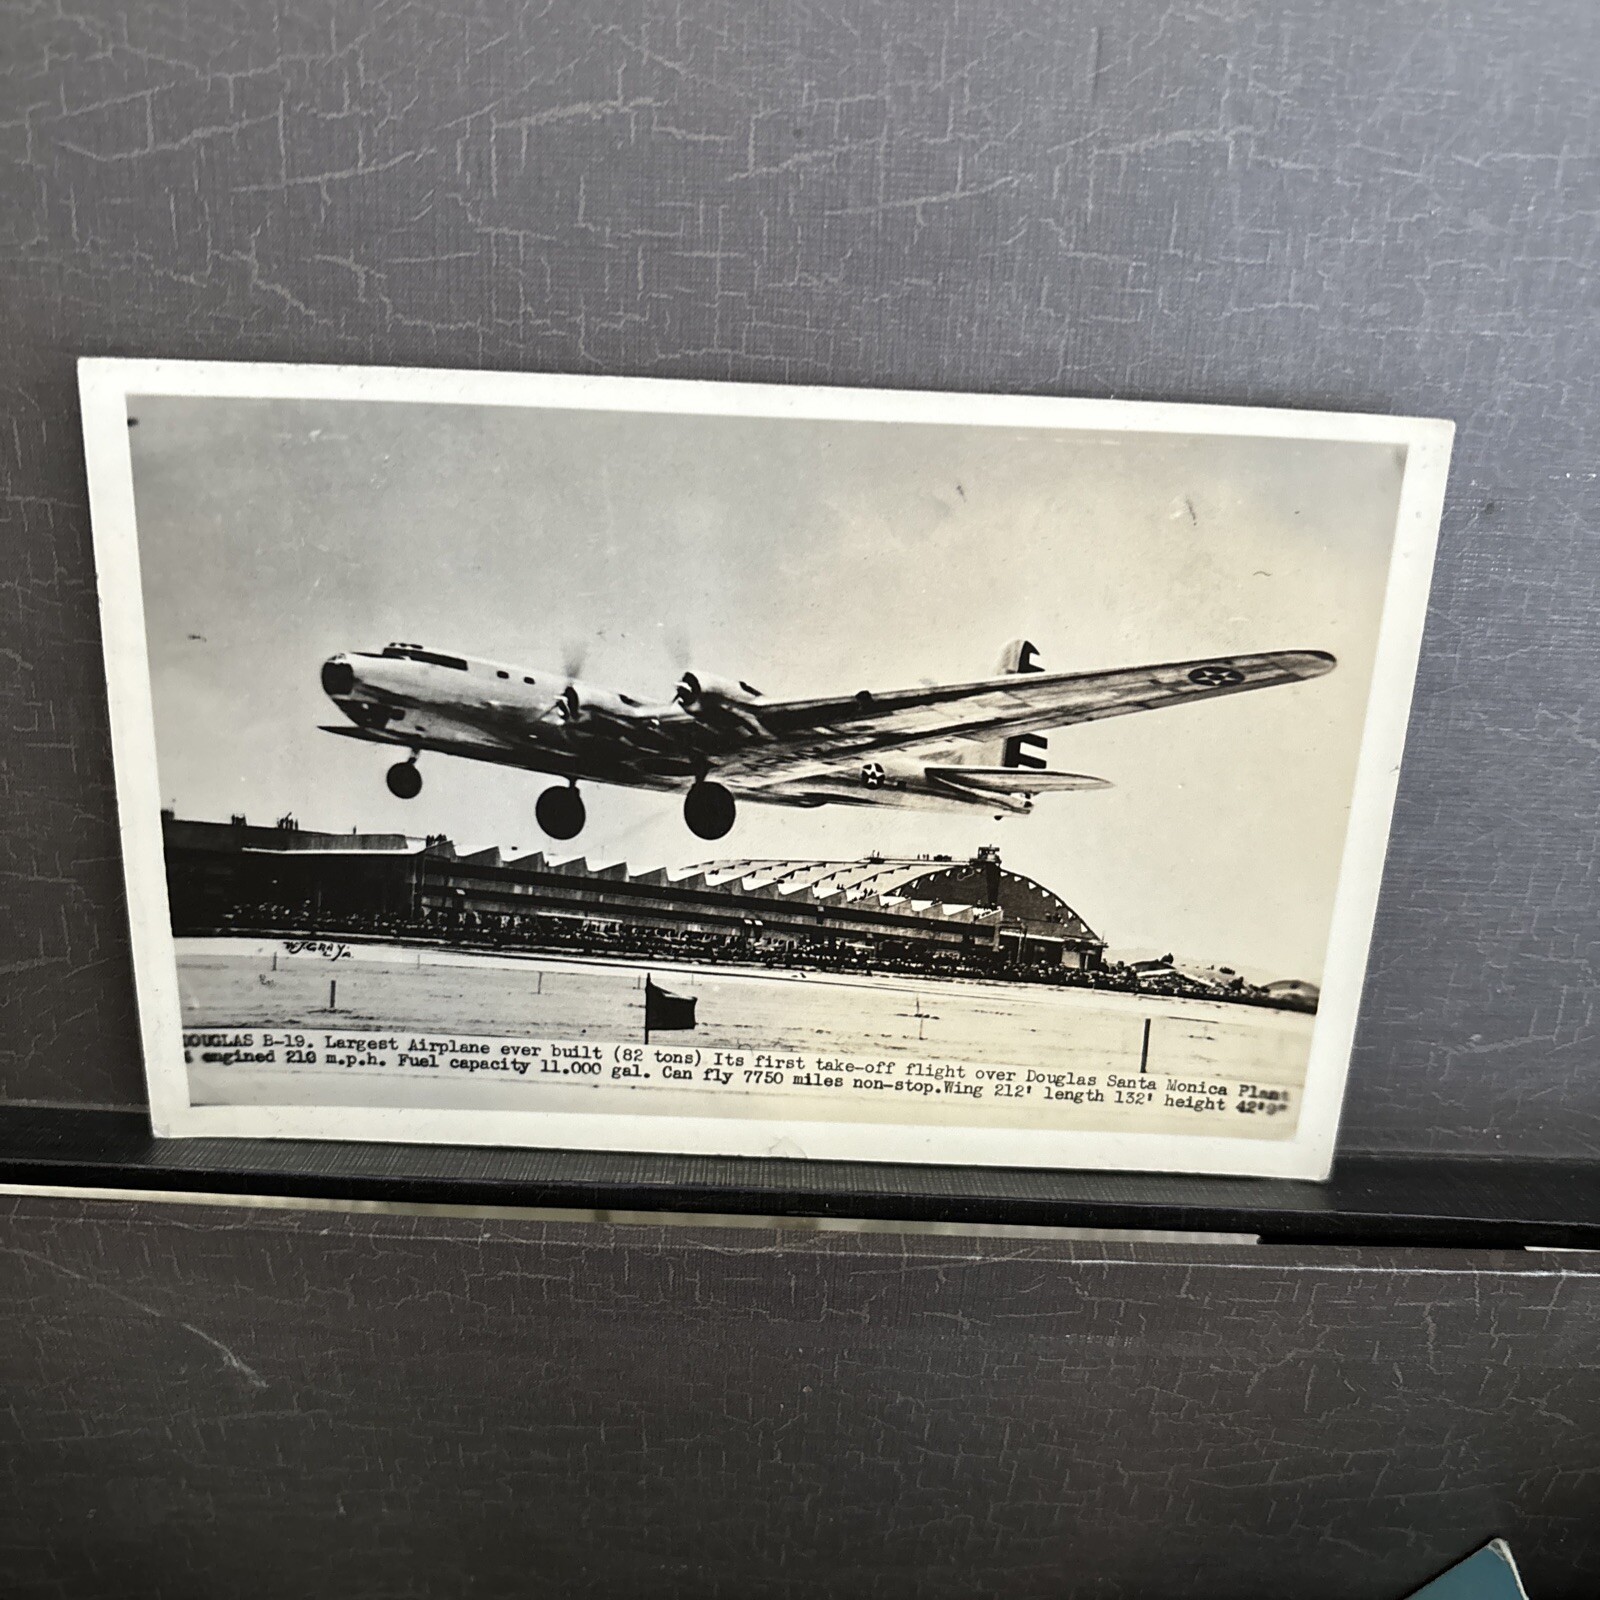 W.J. GRAY.
DOUGLAS B-19. Largest Airplane ever built (82 tons) Its first take-off flight over Douglas Santa Monica Plant
4 engined 210 m.p.h. Fuel capacity 11.000 gal. Can fly 7750 miles non-stop.Wing 212' length 132' height 42'9"